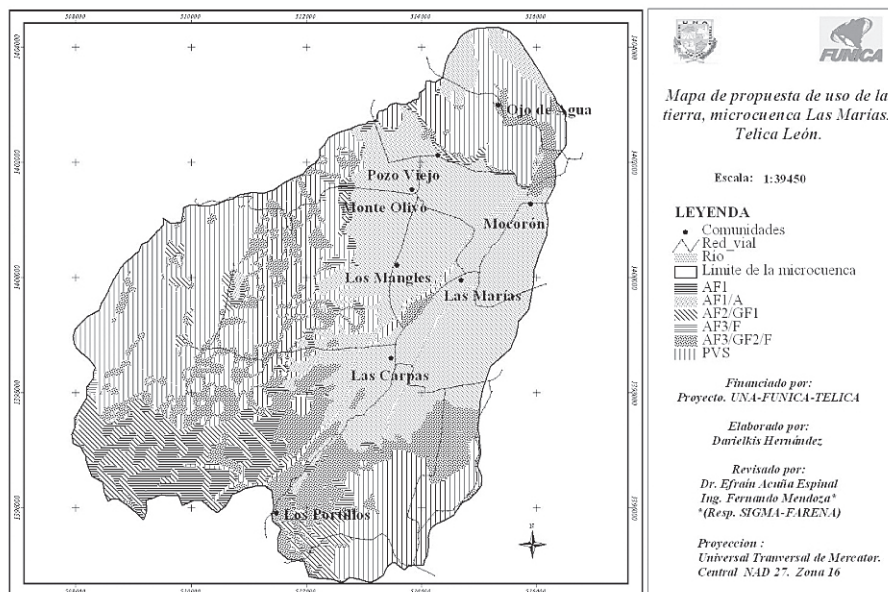 Ojo de Agua
Pozo Viejo
Monte Olivo
Mocorón
Los Mangles
Las Marías
Las Carpas
Los Portillos
FUNICA
Mapa de propuesta de uso de la
tierra, microcuenca Las Marías.
Telica León.
Escala: 1:39450
LEYENDA
Comunidades
Red_vial
Rio
Limite de la microcuenca
AF1
AF1/A
AF2/GF1
AF3/F
AF3/GF2/F
PVS
Financiado por:
Proyecto. UNA-FUNICA-TELICA
Elaborado por:
Darielkis Hernández
Revisado por:
Dr. Efraín Acuña Espinal
Ing. Fernando Mendoza*
*(Resp. SIGMA-FARENA)
Proyeccion :
Universal Tranversal de Mercator.
Central NAD 27. Zona 16